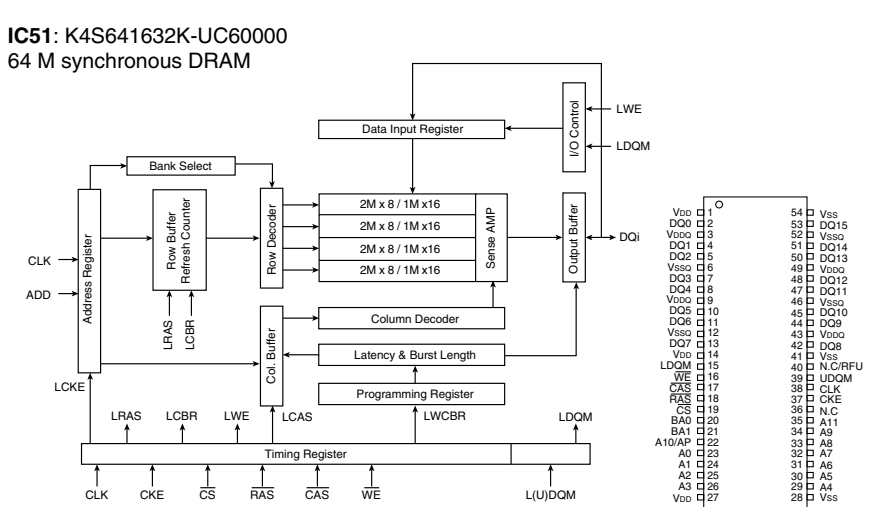 IC51: K4S641632K-UC60000
64 M synchronous DRAM
LWE
LDQM
I/O Control
Data Input Register
Bank Select
CLK
ADD
Address Register
Row Buffer
Refresh Counter
LRAS
LCBR
Row Decoder
2M x 8 / 1M x16
2M x 8 / 1M x16
2M x 8 / 1M x16
2M x 8 / 1M x16
Sense AMP
Output Buffer
DQi
Col. Buffer
Column Decoder
Latency & Burst Length
Programming Register
LCKE
LRAS
LCBR
LWE
LCAS
LWCBR
LDQM
Timing Register
CLK
CKE
CS
RAS
CAS
WE
L(U)DQM
VDD 1
DQ0 2
VDDQ 3
DQ1 4
DQ2 5
VSSQ 6
DQ3 7
DQ4 8
VDDQ 9
DQ5 10
DQ6 11
VSSQ 12
DQ7 13
VDD 14
LDQM 15
WE 16
CAS 17
RAS 18
CS 19
BA0 20
BA1 21
A10/AP 22
A0 23
A1 24
A2 25
A3 26
VDD 27
54 VSS
53 DQ15
52 VSSQ
51 DQ14
50 DQ13
49 VDDQ
48 DQ12
47 DQ11
46 VSSQ
45 DQ10
44 DQ9
43 VDDQ
42 DQ8
41 VSS
40 N.C/RFU
39 UDQM
38 CLK
37 CKE
36 N.C
35 A11
34 A9
33 A8
32 A7
31 A6
30 A5
29 A4
28 VSS